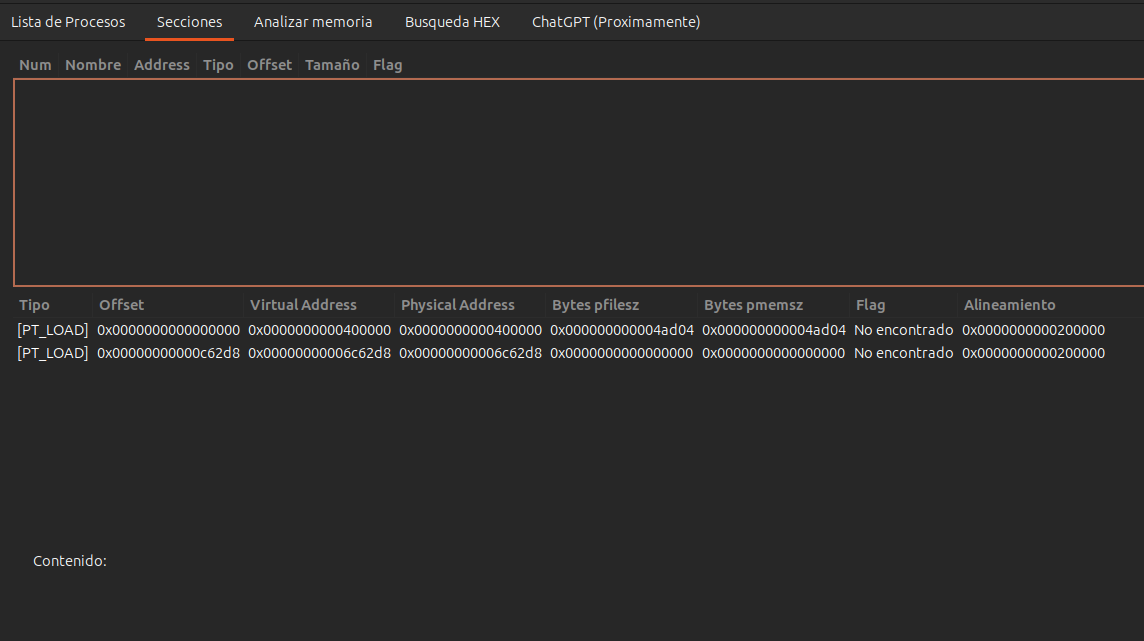 Lista de Procesos Secciones Analizar memoria Busqueda HEX ChatGPT (Proximamente)
Num Nombre Address Tipo Offset Tamaño Flag
Tipo Offset Virtual Address Physical Address Bytes pfilesz Bytes pmemsz Flag Alineamiento
[PT_LOAD] 0x0000000000000000 0x0000000000400000 0x0000000000400000 0x000000000004ad04 0x000000000004ad04 No encontrado 0x0000000000200000
[PT_LOAD] 0x00000000000c62d8 0x00000000006c62d8 0x00000000006c62d8 0x0000000000000000 0x0000000000000000 No encontrado 0x0000000000200000
Contenido: